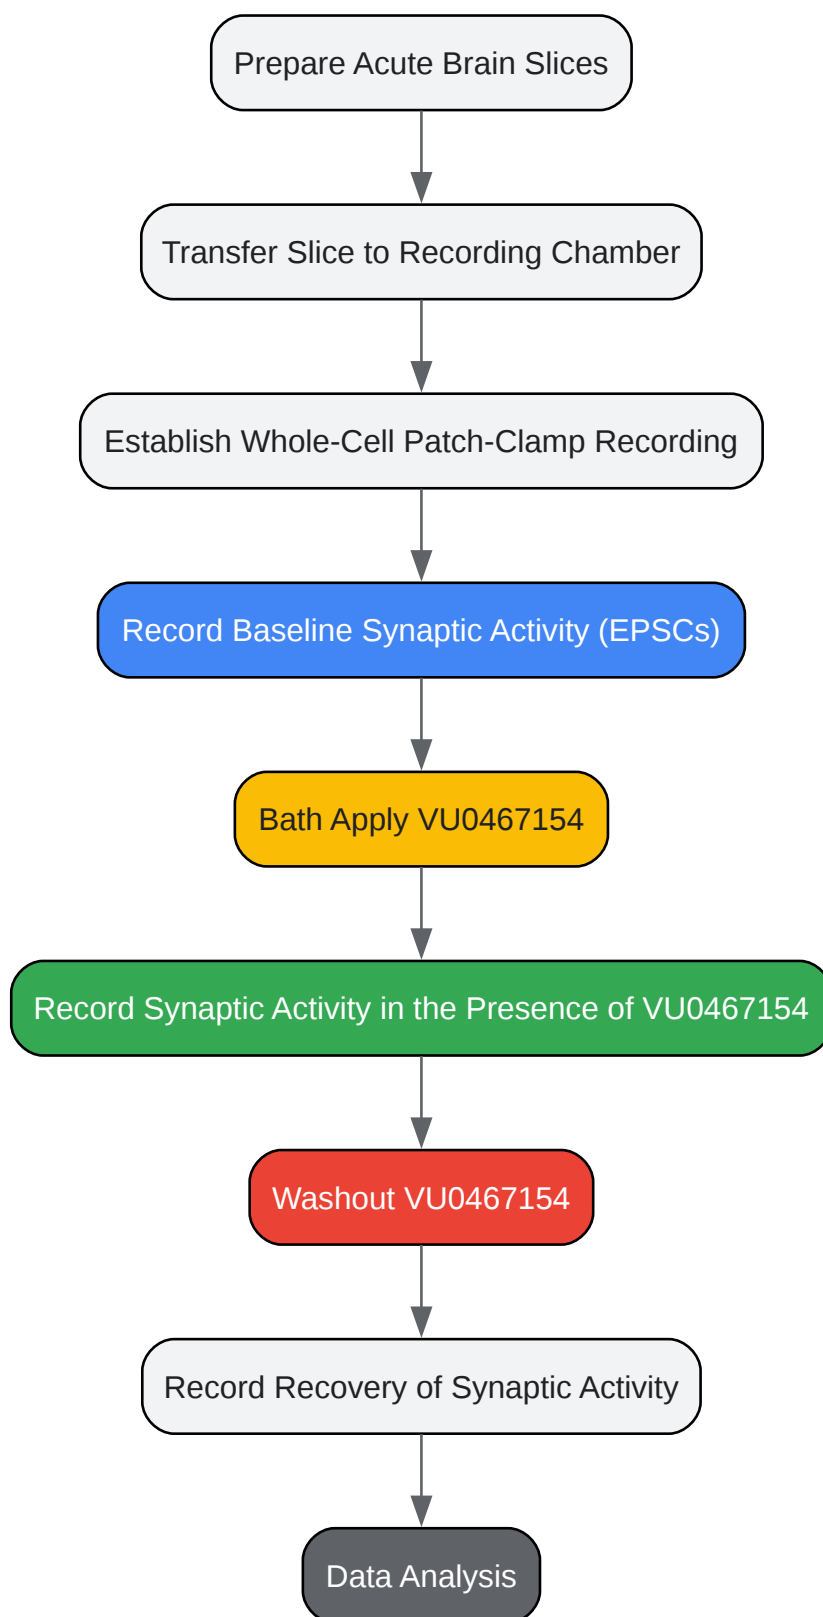 Prepare Acute Brain Slices
Transfer Slice to Recording Chamber
Establish Whole-Cell Patch-Clamp Recording
Record Baseline Synaptic Activity (EPSCs)
Bath Apply VU0467154
Record Synaptic Activity in the Presence of VU0467154
Washout VU0467154
Record Recovery of Synaptic Activity
Data Analysis